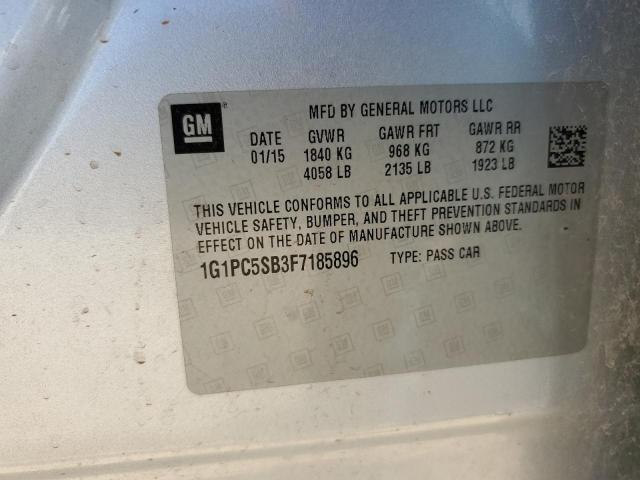 GM ®
MFD BY GENERAL MOTORS LLC
DATE GVWR GAWR FRT GAWR RR
01/15 1840 KG 968 KG 872 KG
4058 LB 2135 LB 1923 LB
THIS VEHICLE CONFORMS TO ALL APPLICABLE U.S. FEDERAL MOTOR
VEHICLE SAFETY, BUMPER, AND THEFT PREVENTION STANDARDS IN
EFFECT ON THE DATE OF MANUFACTURE SHOWN ABOVE.
1G1PC5SB3F7185896 TYPE: PASS CAR